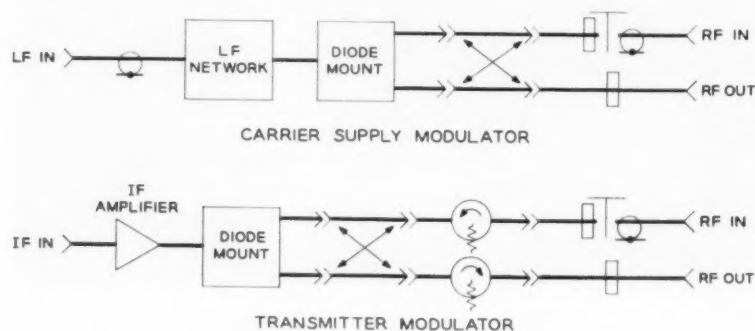 LF IN
LF
NETWORK
DIODE
MOUNT
RF IN
RF OUT
CARRIER SUPPLY MODULATOR
IF
AMPLIFIER
IF IN
DIODE
MOUNT
RF IN
RF OUT
TRANSMITTER MODULATOR